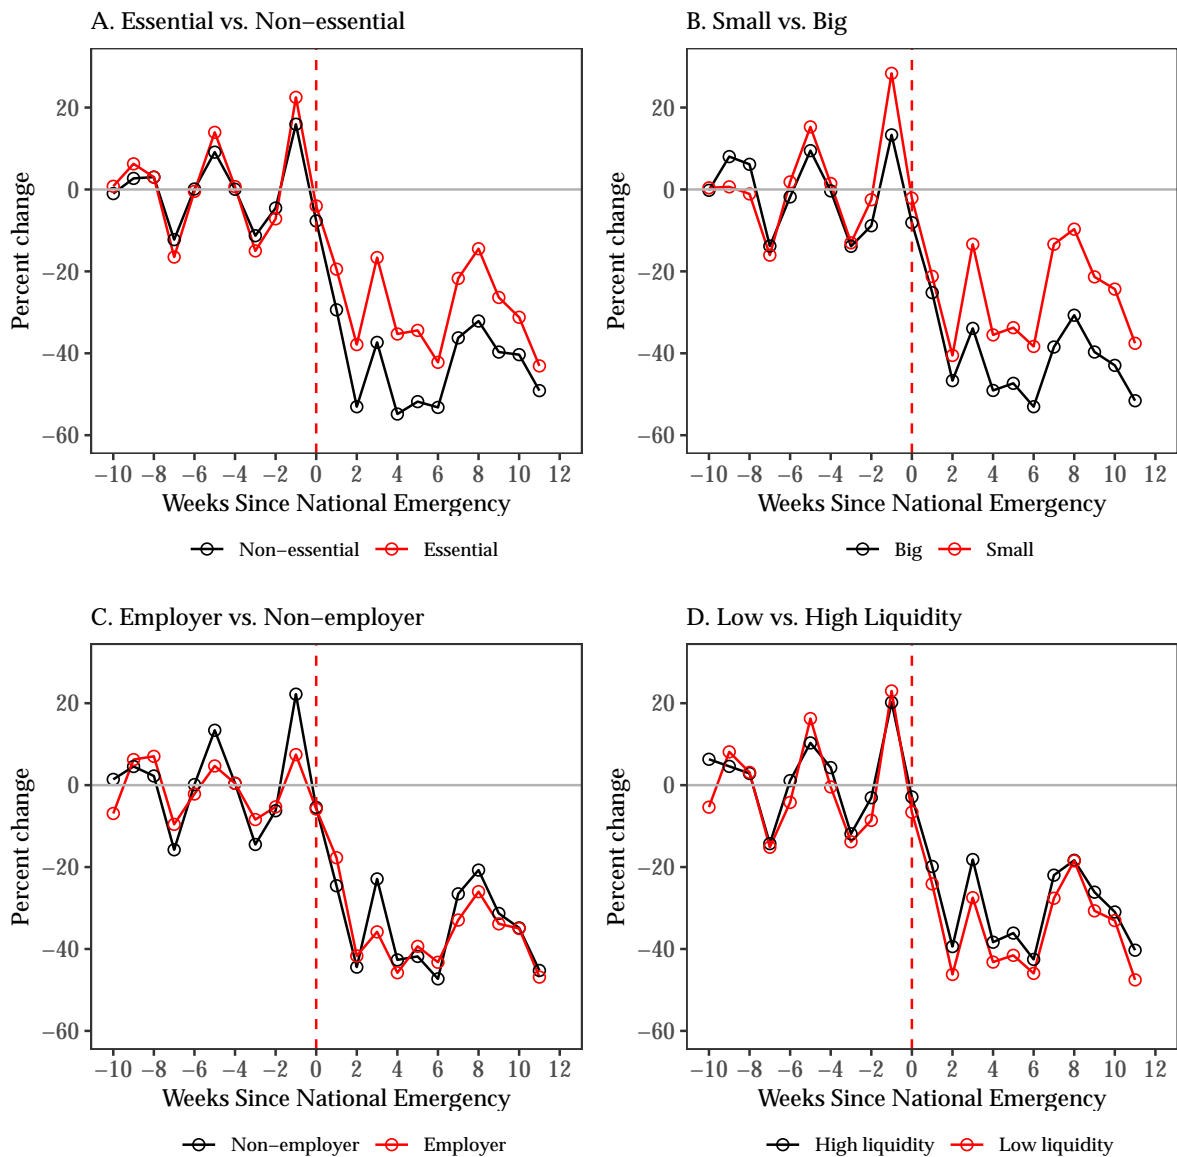 A. Essential vs. Non−essential
Percent change
20
0
−20
−40
−60
−10 −8 −6 −4 −2 0 2 4 6 8 10 12
Weeks Since National Emergency
Non−essential Essential
B. Small vs. Big
Percent change
20
0
−20
−40
−60
−10 −8 −6 −4 −2 0 2 4 6 8 10 12
Weeks Since National Emergency
Big Small
C. Employer vs. Non−employer
Percent change
20
0
−20
−40
−60
−10 −8 −6 −4 −2 0 2 4 6 8 10 12
Weeks Since National Emergency
Non−employer Employer
D. Low vs. High Liquidity
Percent change
20
0
−20
−40
−60
−10 −8 −6 −4 −2 0 2 4 6 8 10 12
Weeks Since National Emergency
High liquidity Low liquidity